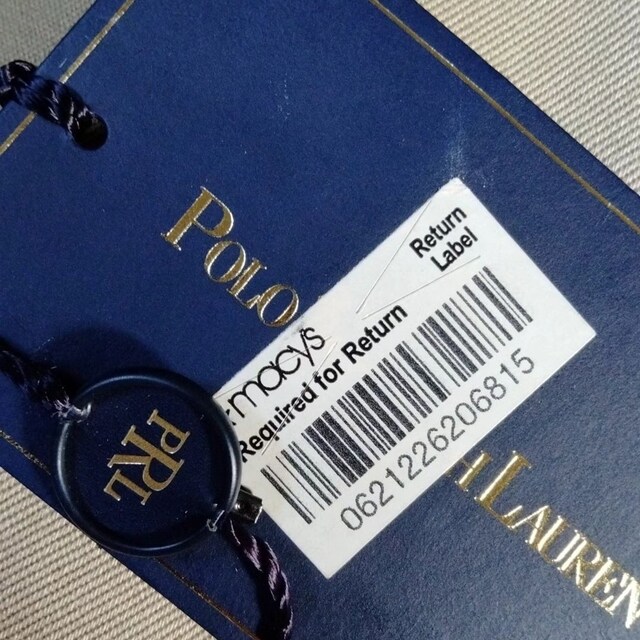 POLO
H LAUREN
PRL
Return
Label
macy's
Required for Return
0621226206815